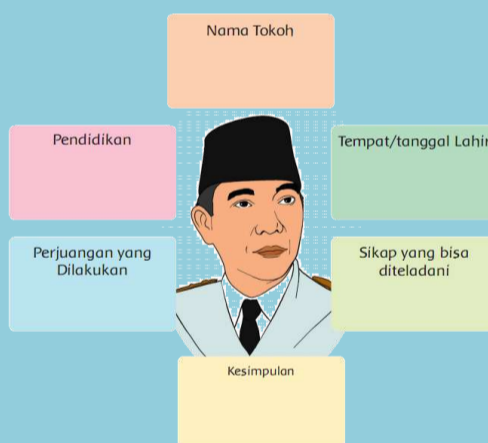 Nama Tokoh
Pendidikan
Tempat/tanggal Lahir
Perjuangan yang
Dilakukan
Sikap yang bisa
diteladani
Kesimpulan